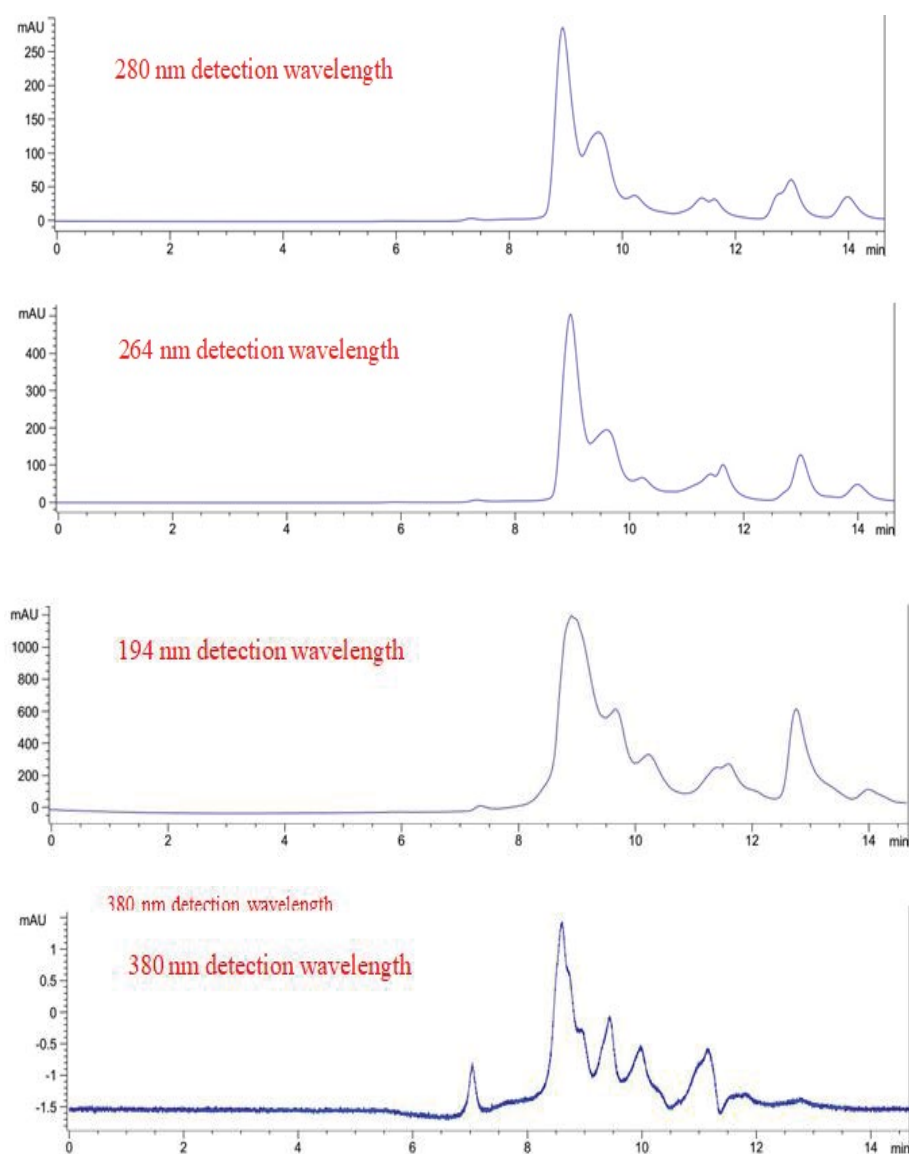 mAU
280 nm detection wavelength
250
200
150
100
50
0
0 2 4 6 8 10 12 14 min
mAU
264 nm detection wavelength
400
300
200
100
0
0 2 4 6 8 10 12 14 min
mAU
194 nm detection wavelength
1000
800
600
400
200
0
0 2 4 6 8 10 12 14 min
380 nm detection wavelength
mAU
380 nm detection wavelength
1
0.5
0
-0.5
-1
-1.5
0 2 4 6 8 10 12 14 min